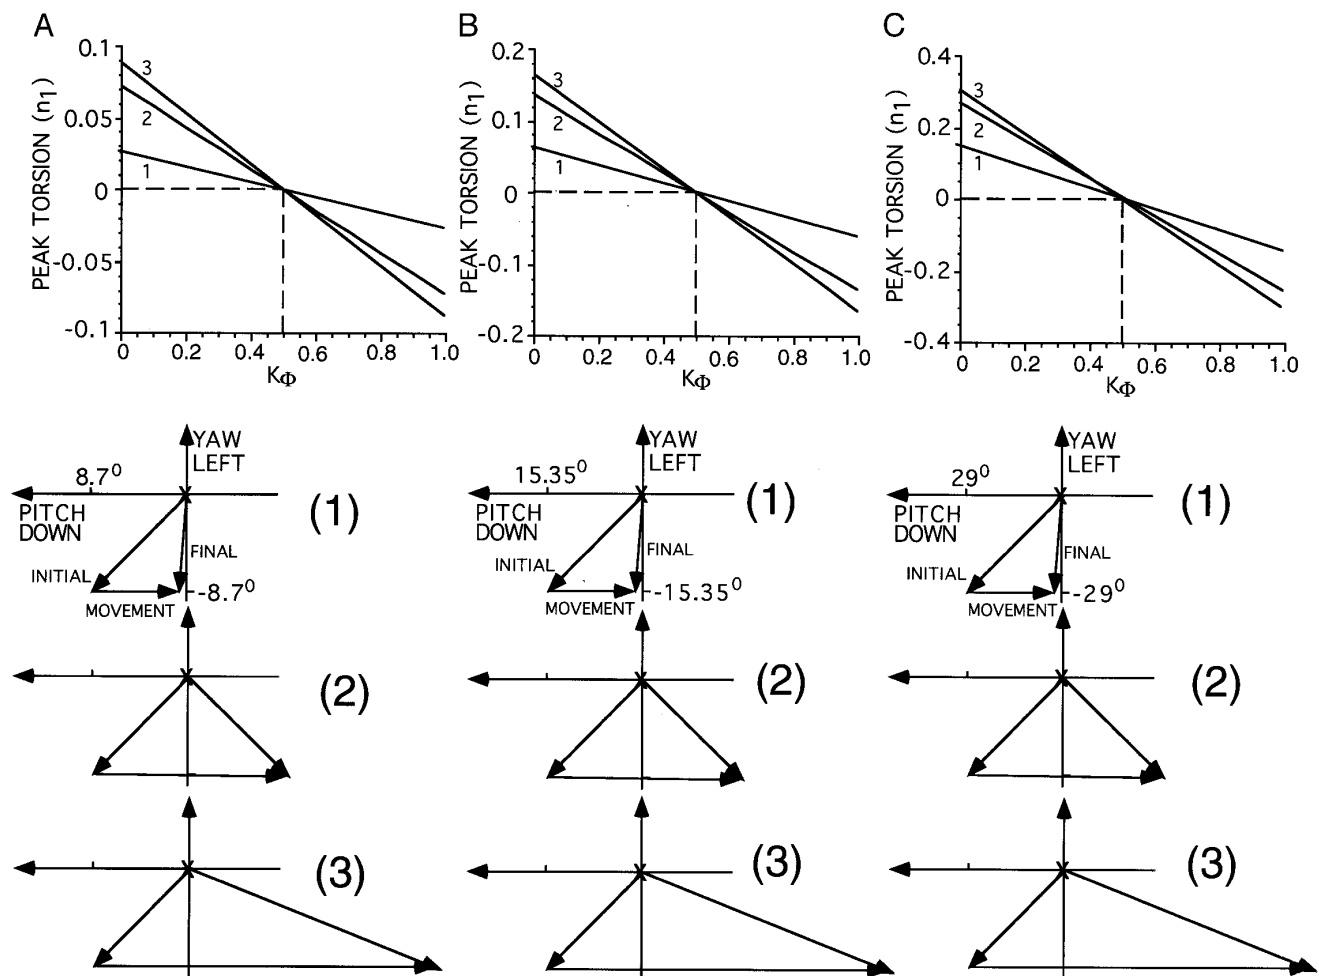 A
B
C
PEAK TORSION (n1)
0.1
0.05
0
-0.05
-0.1
3
2
1
0 0.2 0.4 0.6 0.8 1.0
KΦ
PEAK TORSION (n1)
0.2
0.1
0
-0.1
-0.2
3
2
1
0 0.2 0.4 0.6 0.8 1.0
KΦ
PEAK TORSION (n1)
0.4
0.2
0
-0.2
-0.4
3
2
1
0 0.2 0.4 0.6 0.8 1.0
KΦ
YAW
LEFT
8.7⁰
PITCH
DOWN
(1)
INITIAL
FINAL
MOVEMENT
-8.7⁰
YAW
LEFT
15.35⁰
PITCH
DOWN
(1)
INITIAL
FINAL
MOVEMENT
-15.35⁰
YAW
LEFT
29⁰
PITCH
DOWN
(1)
INITIAL
FINAL
MOVEMENT
-29⁰
(2)
(2)
(2)
(3)
(3)
(3)